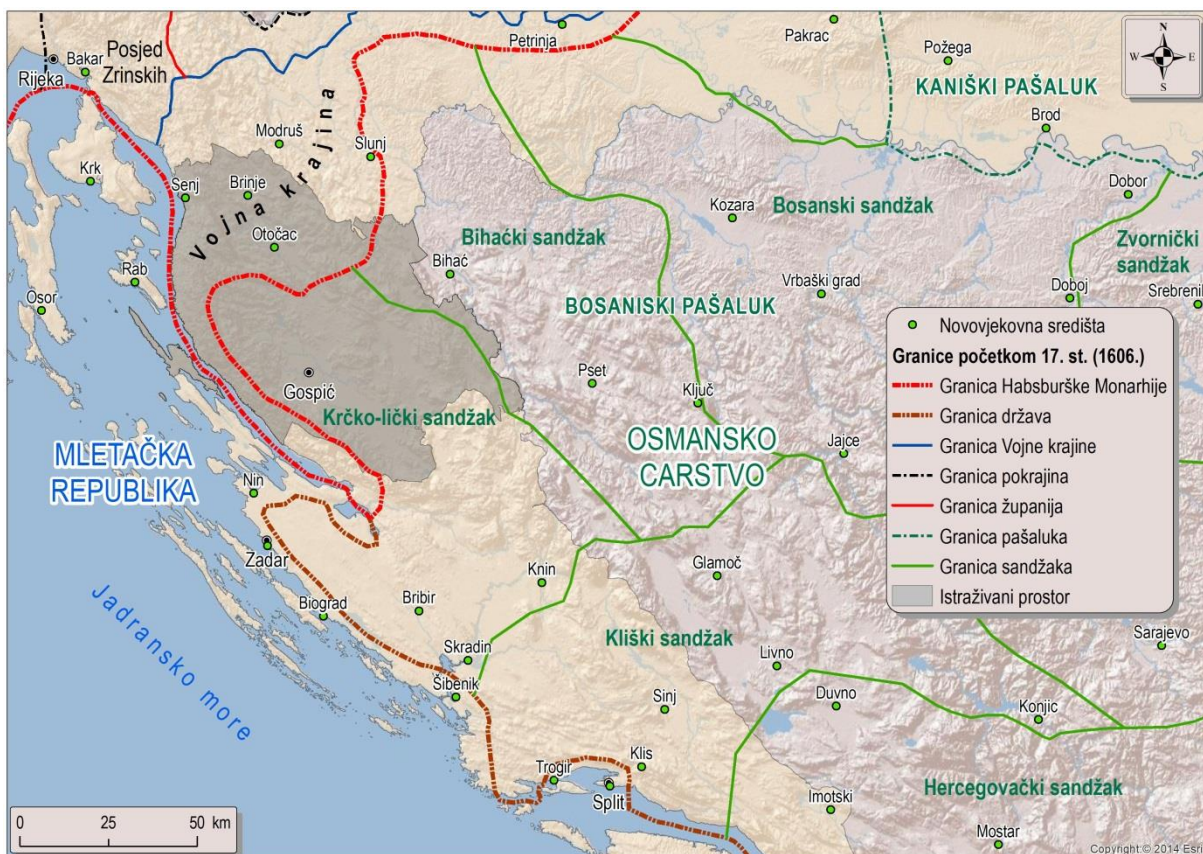 Petrinja
Pakrac
Požega
Bakar
Posjed
Zrinskih
Rijeka
KANIŠKI PAŠALUK
Brod
N
W
E
S
Modruš
Slunj
Vojna krajina
Krk
Senj
Brinje
Otočac
Kozara
Bosanski sandžak
Dobor
Bihaćki sandžak
Bihać
Zvornički
sandžak
Rab
Osor
Vrbaški grad
Doboj
Srebrenik
BOSANISKI PAŠALUK
Gospić
Krčko-lički sandžak
Pset
Ključ
OSMANSKO
CARSTVO
Jajce
MLETAČKA
REPUBLIKA
Nin
Zadar
Knin
Glamoč
Biograd
Bribir
Jadransko more
Skradin
Kliški sandžak
Šibenik
Livno
Sarajevo
Sinj
Duvno
Konjic
Klis
Trogir
Split
Imotski
Hercegovački sandžak
Mostar
Novovjekovna središta
Granice početkom 17. st. (1606.)
Granica Habsburške Monarhije
Granica država
Granica Vojne krajine
Granica pokrajina
Granica županija
Granica pašaluka
Granica sandžaka
Istraživani prostor
0 25 50 km
Copyright:© 2014 Esri